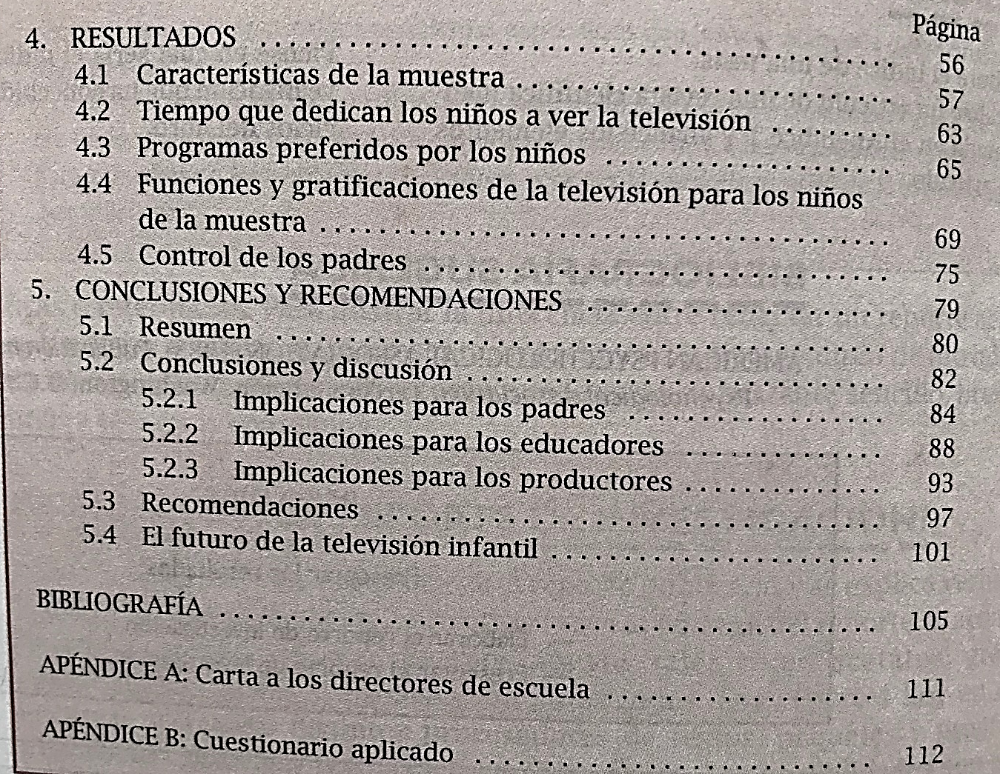 Página
4. RESULTADOS ........................................ 56
4.1 Características de la muestra ........................ 57
4.2 Tiempo que dedican los niños a ver la televisión ......... 63
4.3 Programas preferidos por los niños .................. 65
4.4 Funciones y gratificaciones de la televisión para los niños
de la muestra .................................... 69
4.5 Control de los padres ............................. 75
5. CONCLUSIONES Y RECOMENDACIONES ................... 79
5.1 Resumen ...................................... 80
5.2 Conclusiones y discusión .......................... 82
5.2.1 Implicaciones para los padres ................. 84
5.2.2 Implicaciones para los educadores ............. 88
5.2.3 Implicaciones para los productores ............. 93
5.3 Recomendaciones ................................ 97
5.4 El futuro de la televisión infantil .................... 101
BIBLIOGRAFÍA ........................................ 105
APÉNDICE A: Carta a los directores de escuela ................. 111
APÉNDICE B: Cuestionario aplicado ......................... 112